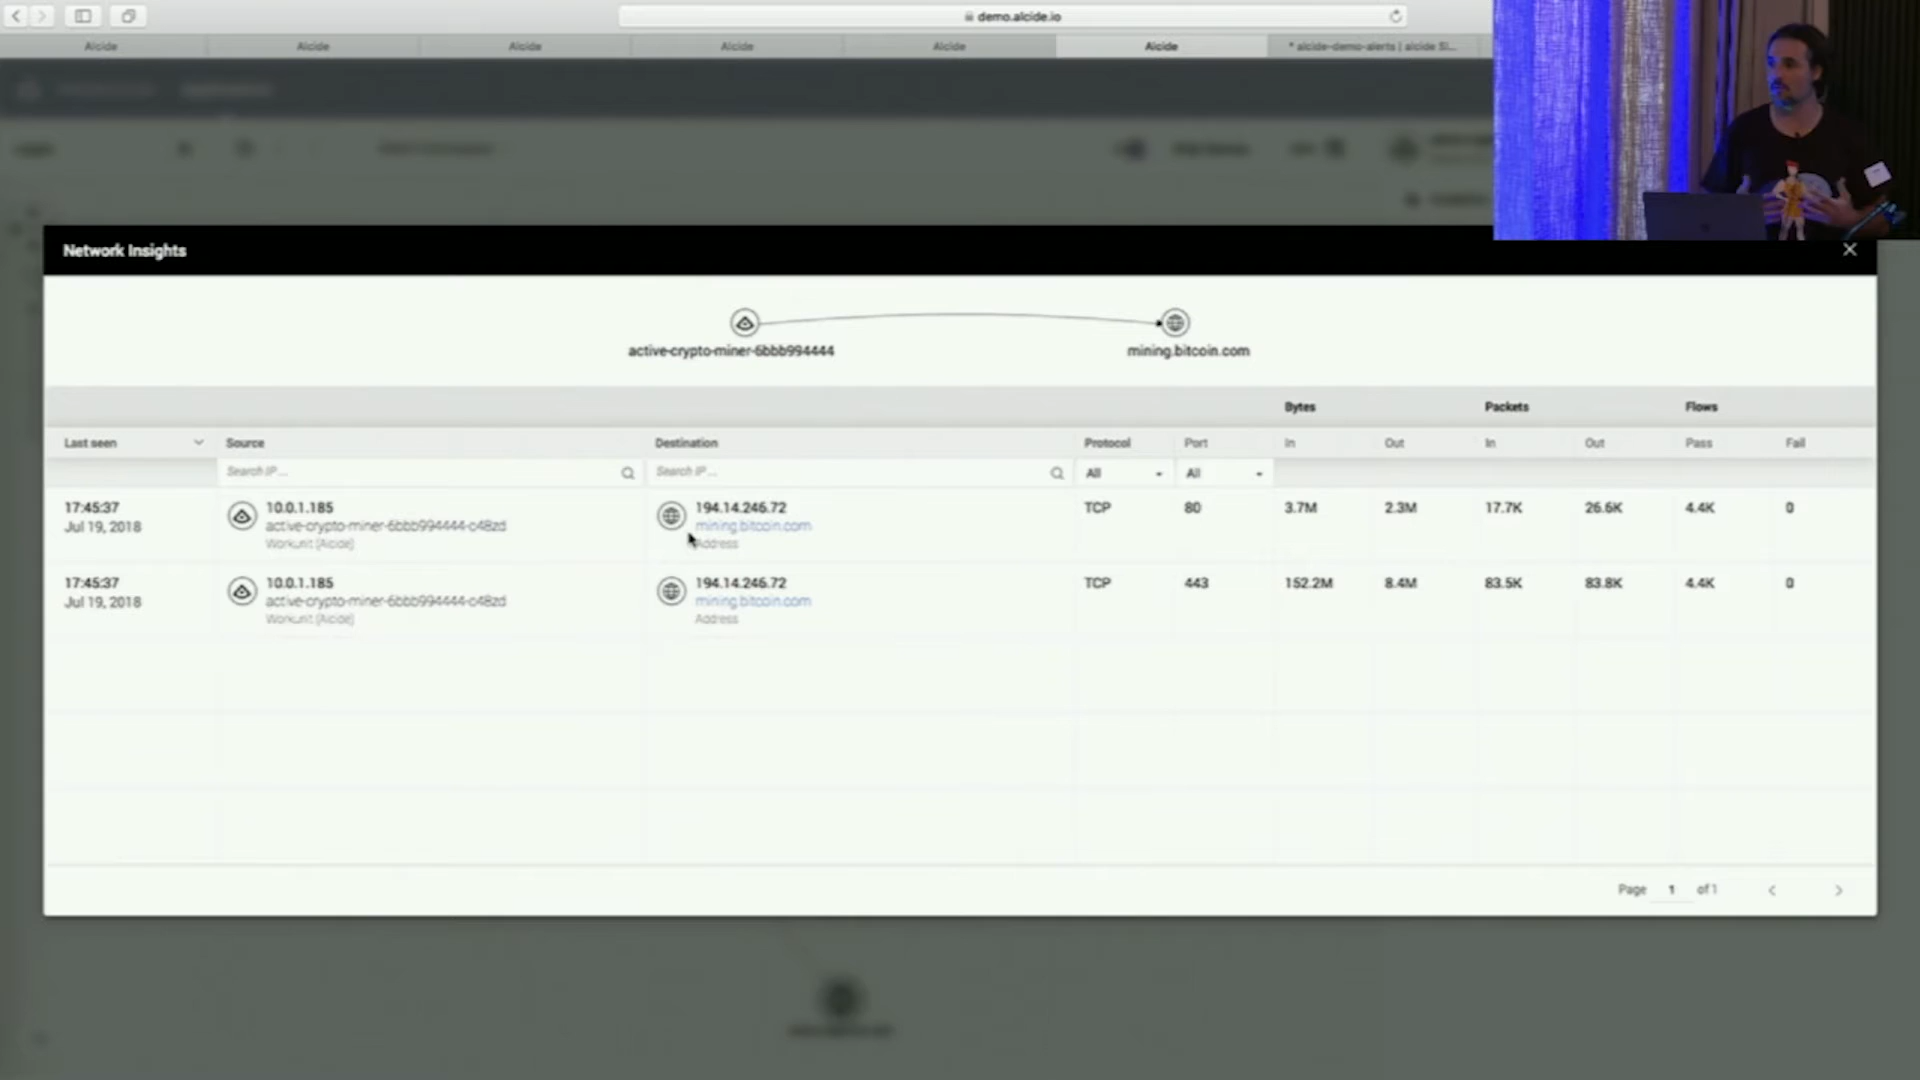 demo.alcide.io
Alcide Alcide Alcide Alcide Alcide Alcide * alcide-demo-alerts | alcide Sl...
Network Insights
active-crypto-miner-6bbb994444 mining.bitcoin.com
Bytes Packets Flows
Last seen Source Destination Protocol Port In Out In Out Pass Fail
Search IP ... Search IP ... All All
17:45:37 10.0.1.185 194.14.246.72 TCP 80 3.7M 2.3M 17.7K 26.6K 4.4K 0
Jul 19, 2018 active-crypto-miner-6bbb994444-c48zd mining.bitcoin.com
Workunit (Alcide) Address
17:45:37 10.0.1.185 194.14.246.72 TCP 443 152.2M 8.4M 83.5K 83.8K 4.4K 0
Jul 19, 2018 active-crypto-miner-6bbb994444-c48zd mining.bitcoin.com
Workunit (Alcide) Address
Page 1 of 1